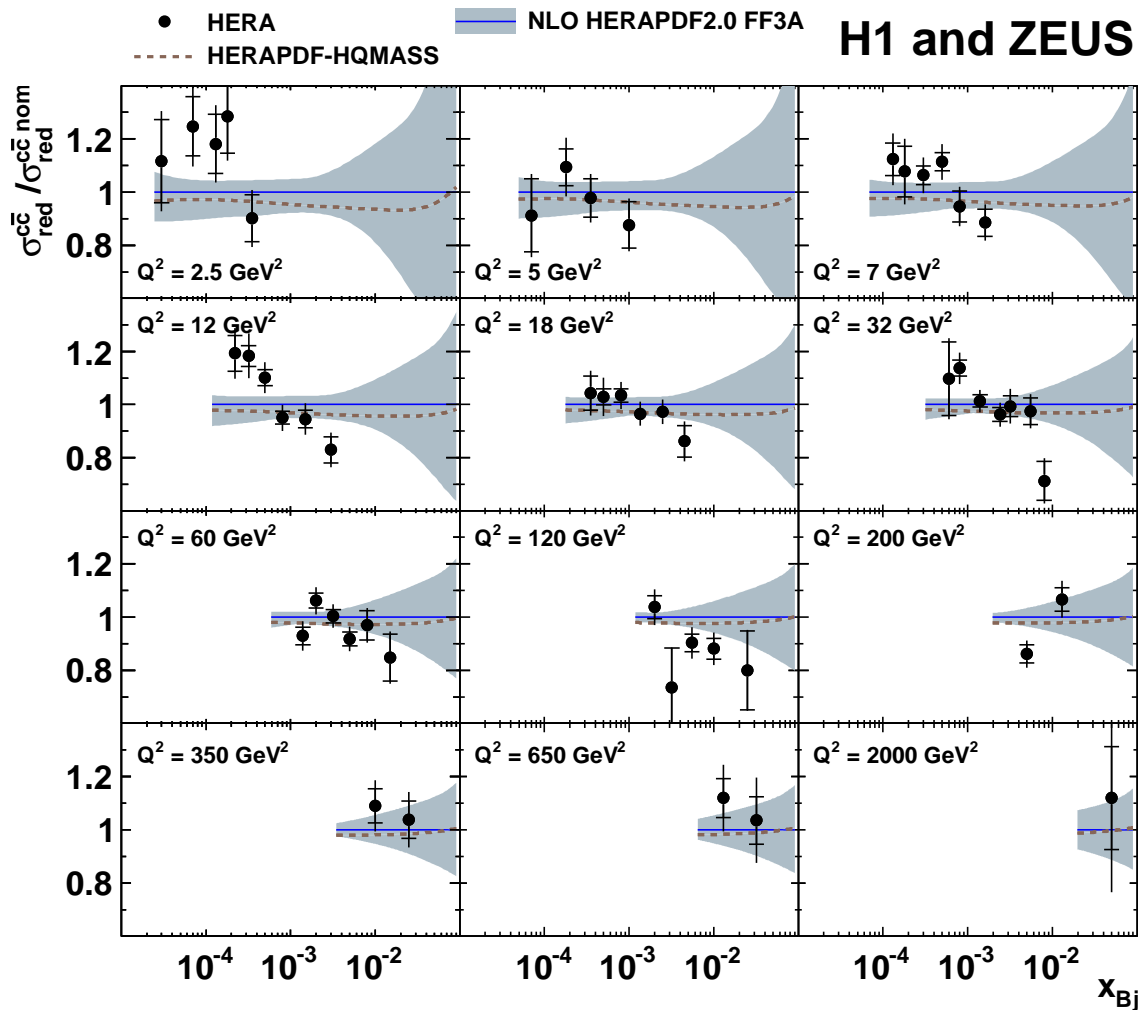 HERA
NLO HERAPDF2.0 FF3A
HERAPDF-HQMASS
H1 and ZEUS
σ_red^{cc̄} / σ_red^{cc̄ nom}
1.2
1
0.8
Q² = 2.5 GeV²
Q² = 5 GeV²
Q² = 7 GeV²
1.2
1
0.8
Q² = 12 GeV²
Q² = 18 GeV²
Q² = 32 GeV²
1.2
1
0.8
Q² = 60 GeV²
Q² = 120 GeV²
Q² = 200 GeV²
1.2
1
0.8
Q² = 350 GeV²
Q² = 650 GeV²
Q² = 2000 GeV²
10⁻⁴ 10⁻³ 10⁻² 10⁻⁴ 10⁻³ 10⁻² 10⁻⁴ 10⁻³ 10⁻²
x_Bj